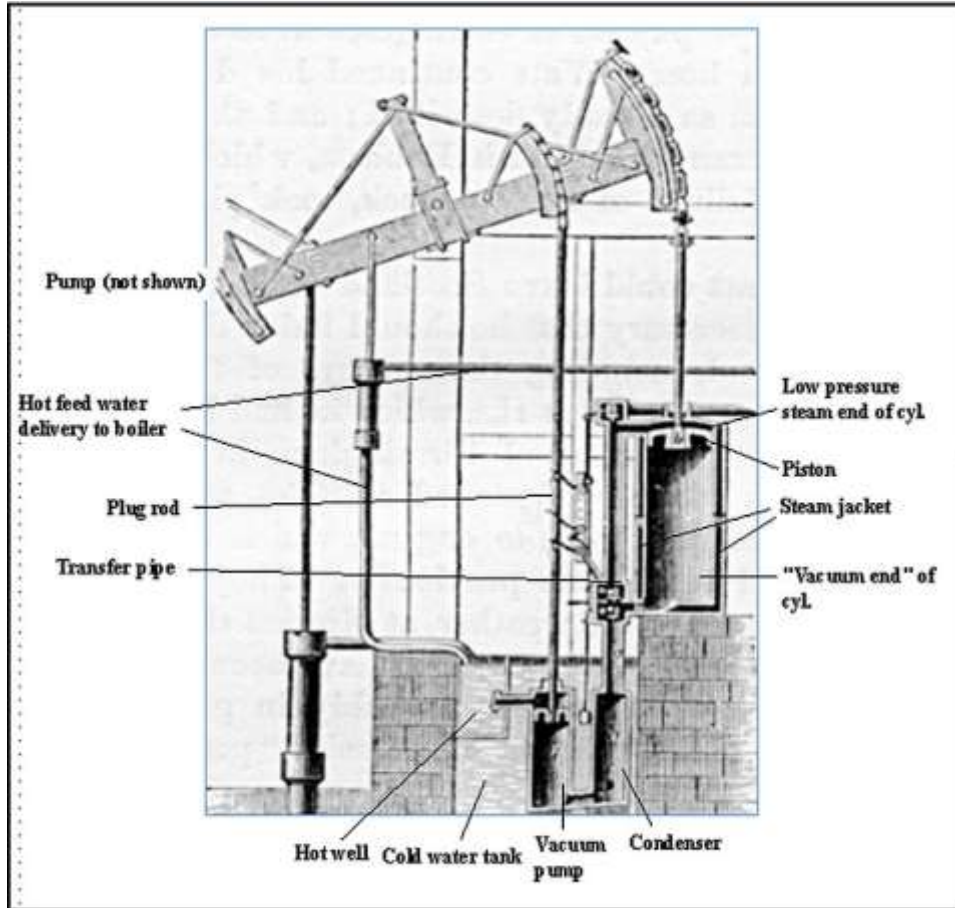 Pump (not shown)
Hot feed water
delivery to boiler
Plug rod
Transfer pipe
Low pressure
steam end of cyl.
Piston
Steam jacket
"Vacuum end" of
cyl.
Hot well
Cold water tank
Vacuum
pump
Condenser